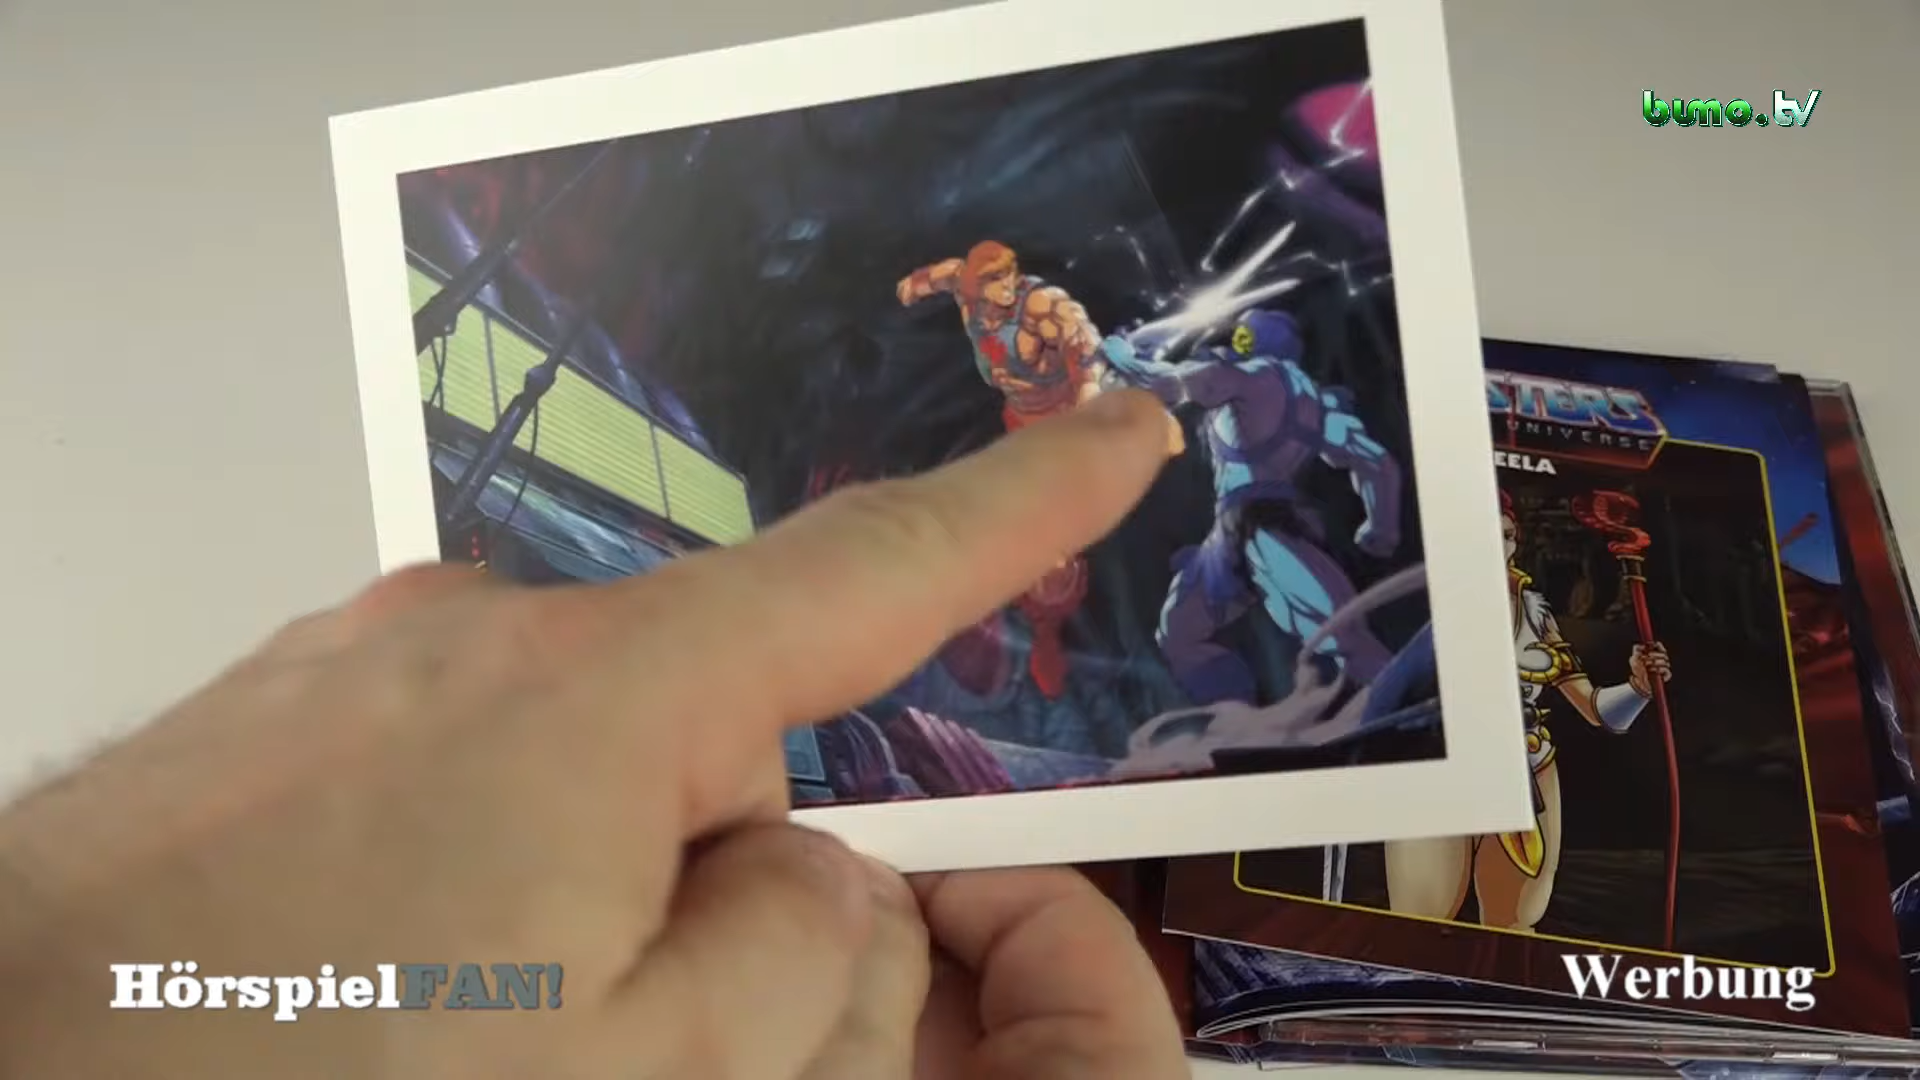 bumo.tv
STERS
UNIVERSE
EELA
HörspielFAN!
Werbung